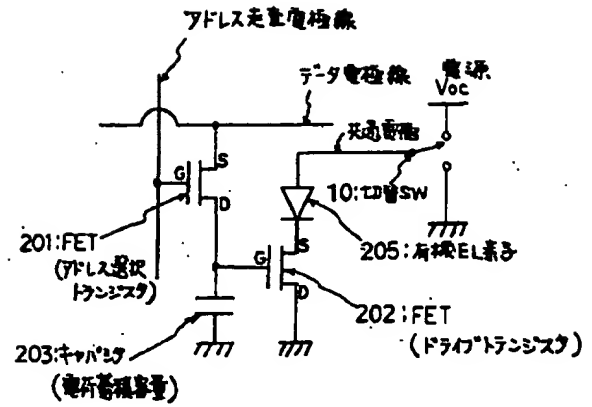 アドレス走査電極線
データ電極線
電源
Voc
共通電極
G
S
D
10:切替SW
201:FET
(アドレス選択
トランジスタ)
G
S
D
205:有機EL素子
202:FET
(ドライブトランジスタ)
203:キャパシタ
(電荷蓄積容量)